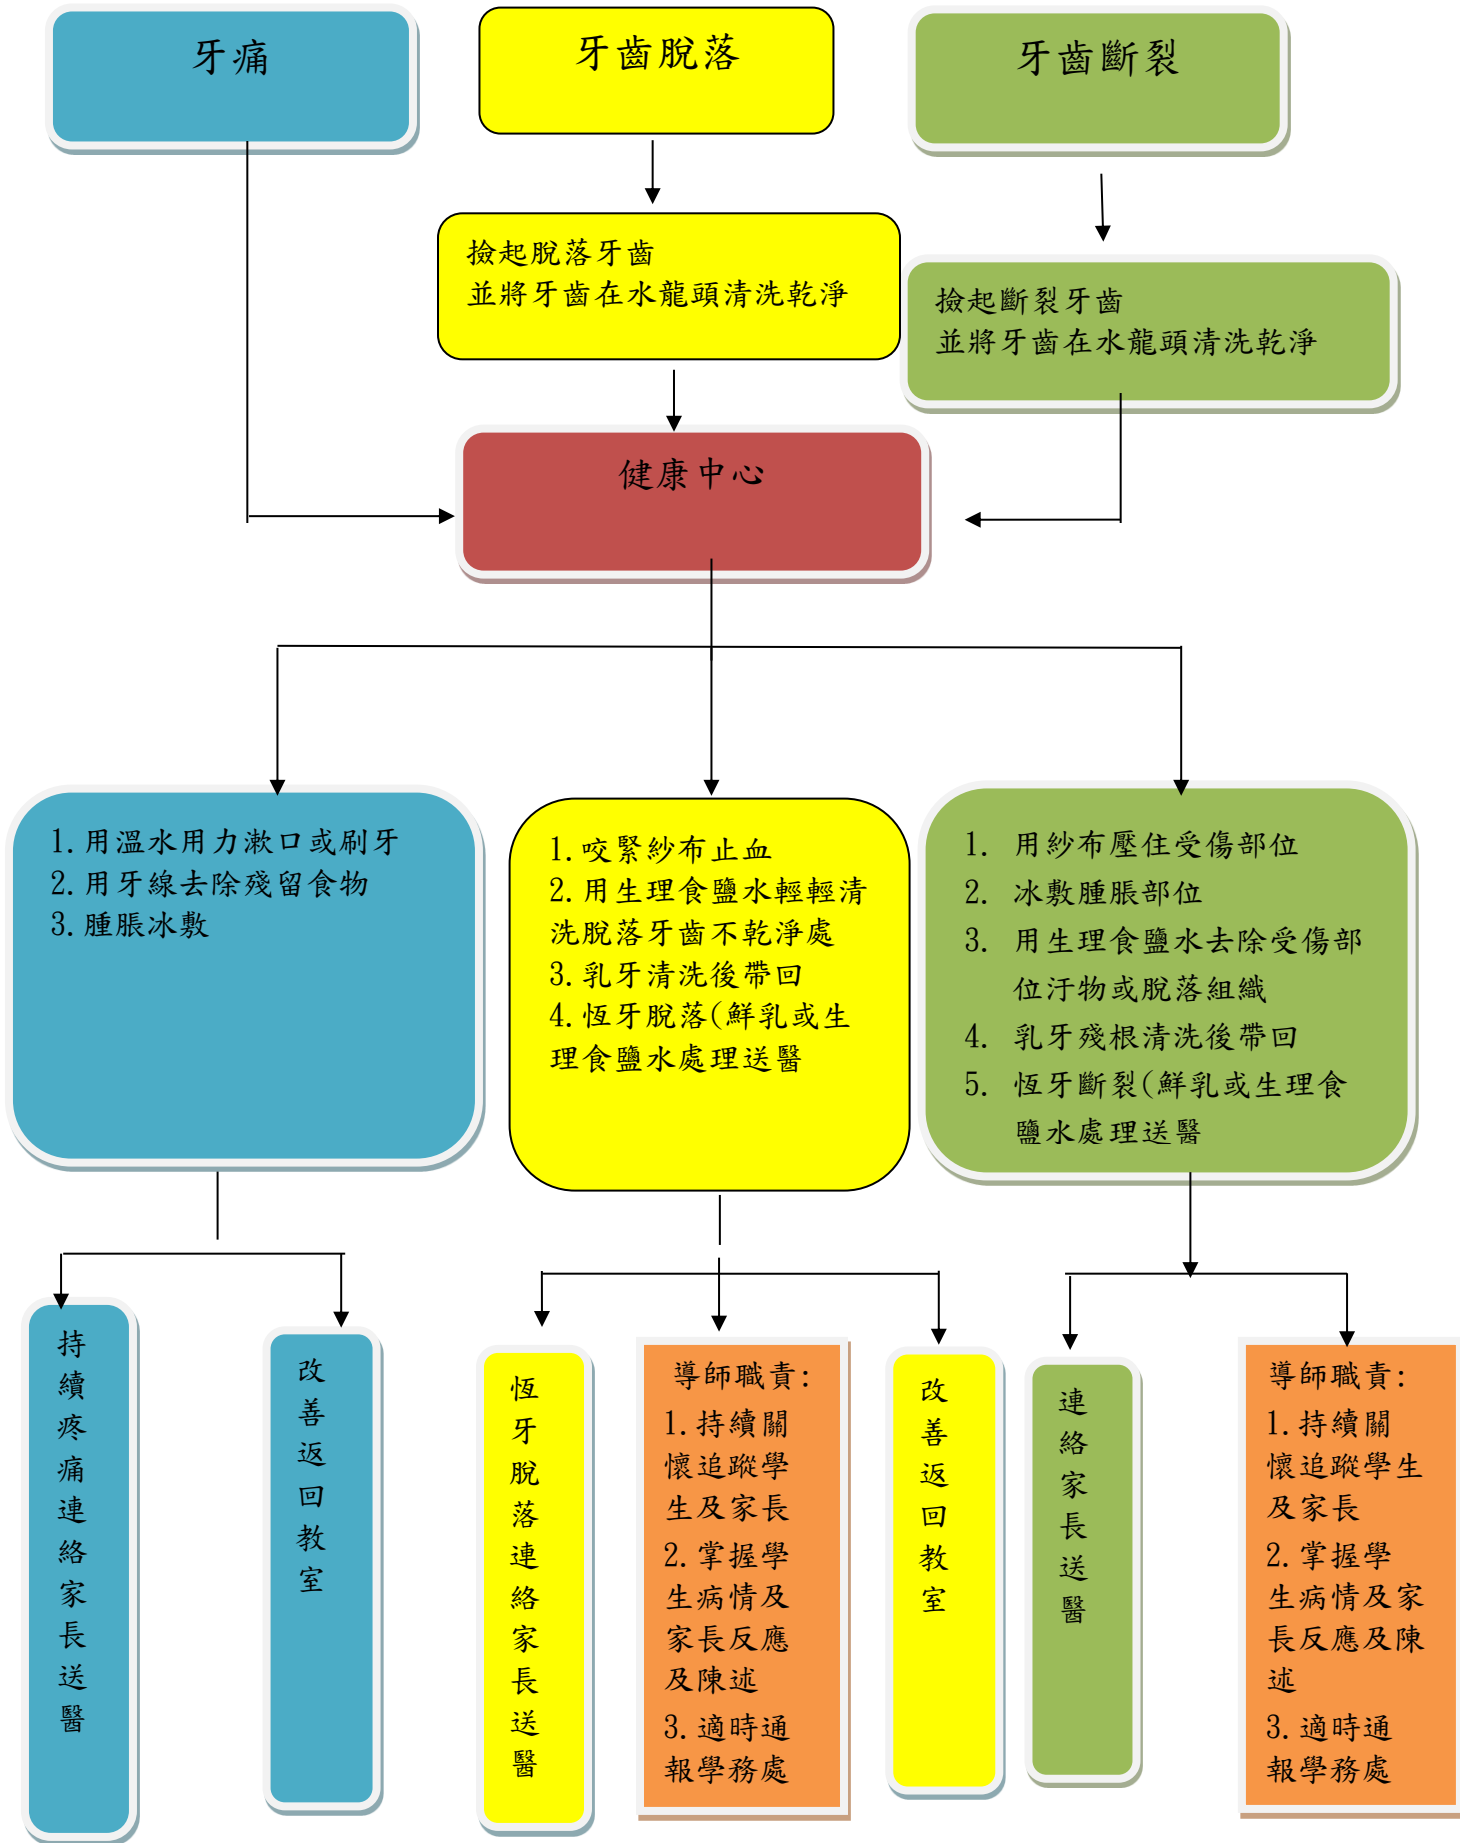 牙痛
牙齒脫落
牙齒斷裂
撿起脫落牙齒
並將牙齒在水龍頭清洗乾淨
撿起斷裂牙齒
並將牙齒在水龍頭清洗乾淨
健康中心
1.用溫水用力漱口或刷牙
2.用牙線去除殘留食物
3.腫脹冰敷
1.咬緊紗布止血
2.用生理食鹽水輕輕清
洗脫落牙齒不乾淨處
3.乳牙清洗後帶回
4.恆牙脫落(鮮乳或生
理食鹽水處理送醫
1. 用紗布壓住受傷部位
2. 冰敷腫脹部位
3. 用生理食鹽水去除受傷部
位汙物或脫落組織
4. 乳牙殘根清洗後帶回
5. 恆牙斷裂(鮮乳或生理食
鹽水處理送醫
持續疼痛連絡家長送醫
改善返回教室
恆牙脫落連絡家長送醫
導師職責:
1.持續關
懷追蹤學
生及家長
2.掌握學
生病情及
家長反應
及陳述
3.適時通
報學務處
改善返回教室
連絡家長送醫
導師職責:
1.持續關
懷追蹤學生
及家長
2.掌握學
生病情及家
長反應及陳
述
3.適時通
報學務處